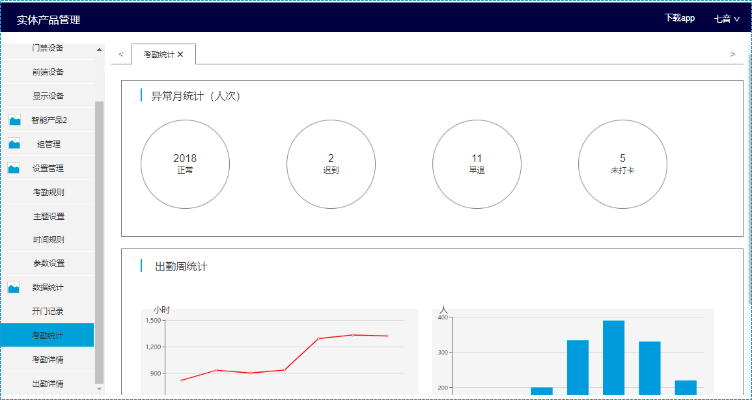 实体产品管理
下载app
七喜
门禁设备
前端设备
显示设备
智能产品2
组管理
设置管理
考勤规则
主题设置
时间规则
参数设置
数据统计
开门记录
考勤统计
考勤详情
出勤详情
<
考勤统计 ×
>
异常月统计（人次）
2018
正常
2
迟到
11
早退
5
未打卡
出勤周统计
小时
1,500
1,200
900
人
400
300
200